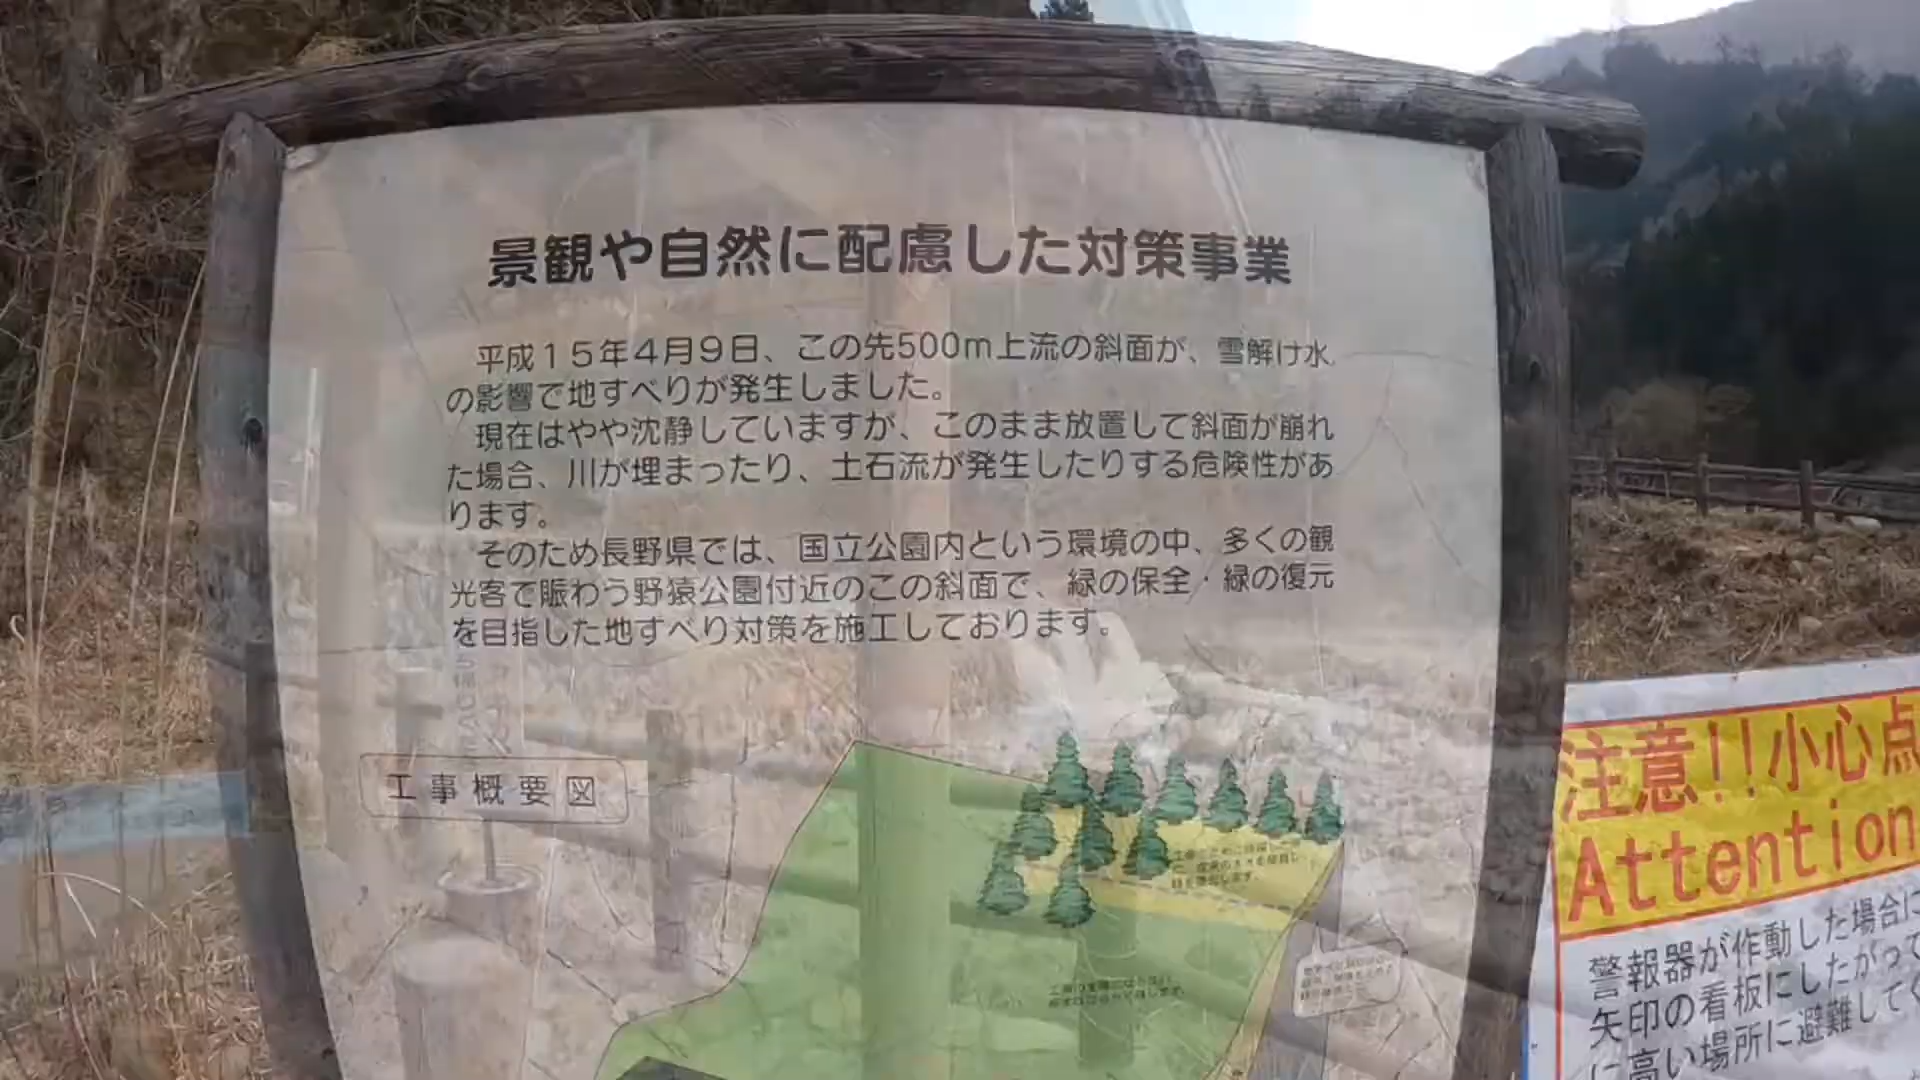 景観や自然に配慮した対策事業
平成１５年４月９日、この先500m上流の斜面が、雪解け水
の影響で地すべりが発生しました。
現在はやや沈静していますが、このまま放置して斜面が崩れ
た場合、川が埋まったり、土石流が発生したりする危険性があ
ります。
そのため長野県では、国立公園内という環境の中、多くの観
光客で賑わう野猿公園付近のこの斜面で、緑の保全・緑の復元
を目指した地すべり対策を施工しております。
工事概要図
注意!!小心点
Attention
警報器が作動した場合に
矢印の看板にしたがって
に高い場所に避難してく